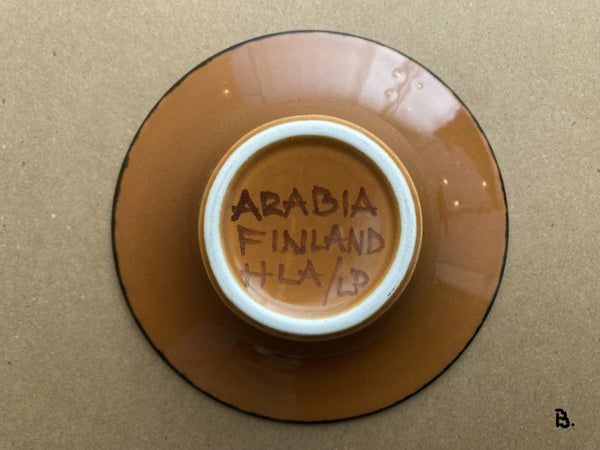 ARABIA
FINLAND
HLA/LP
B.